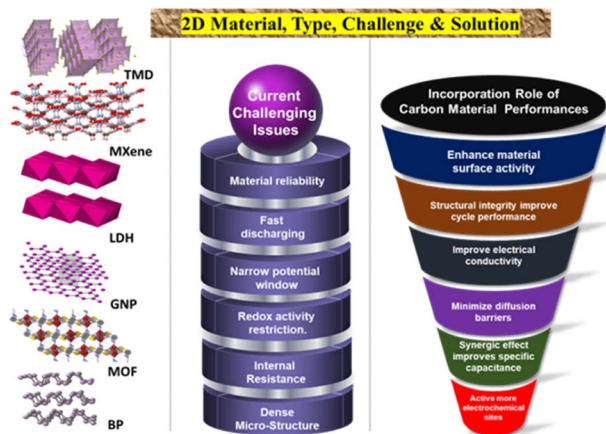 2D Material, Type, Challenge & Solution
TMD
MXene
LDH
GNP
MOF
BP
Current
Challenging
Issues
Material reliability
Fast
discharging
Narrow potential
window
Redox activity
restriction.
Internal
Resistance
Dense
Micro-Structure
Incorporation Role of
Carbon Material Performances
Enhance material
surface activity
Structural integrity improve
cycle performance
Improve electrical
conductivity
Minimize diffusion
barriers
Synergic effect
improves specific
capacitance
Active more
electrochemical
sites